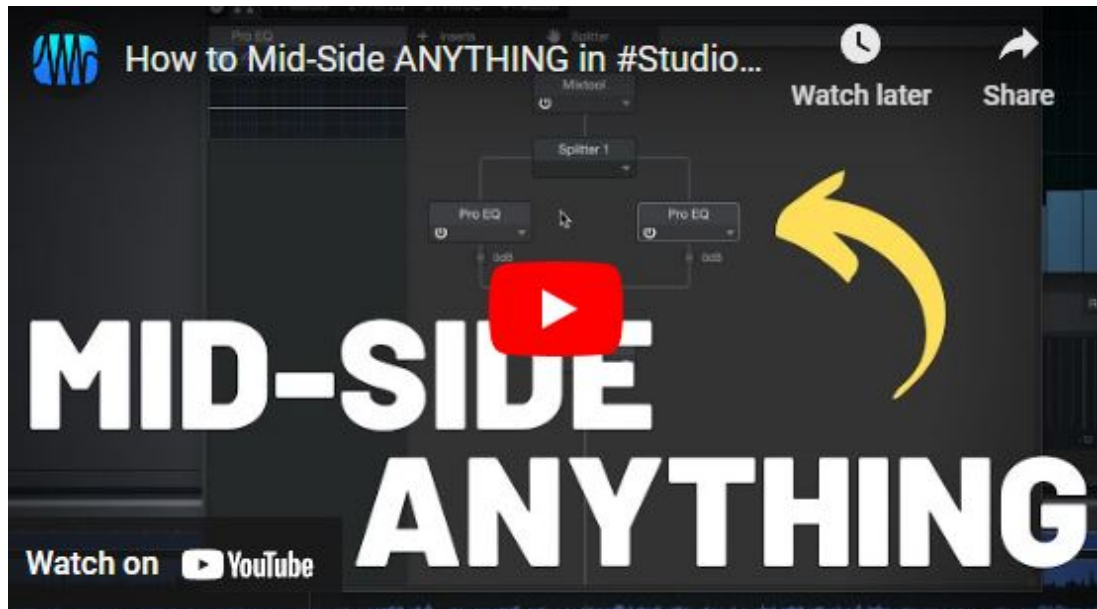 Pro EQ
Inserts
Splitter
How to Mid-Side ANYTHING in #Studio…
Watch later
Share
Mixtool
Splitter 1
Pro EQ
Pro EQ
0dB
0dB
MID-SIDE
ANYTHING
Watch on YouTube